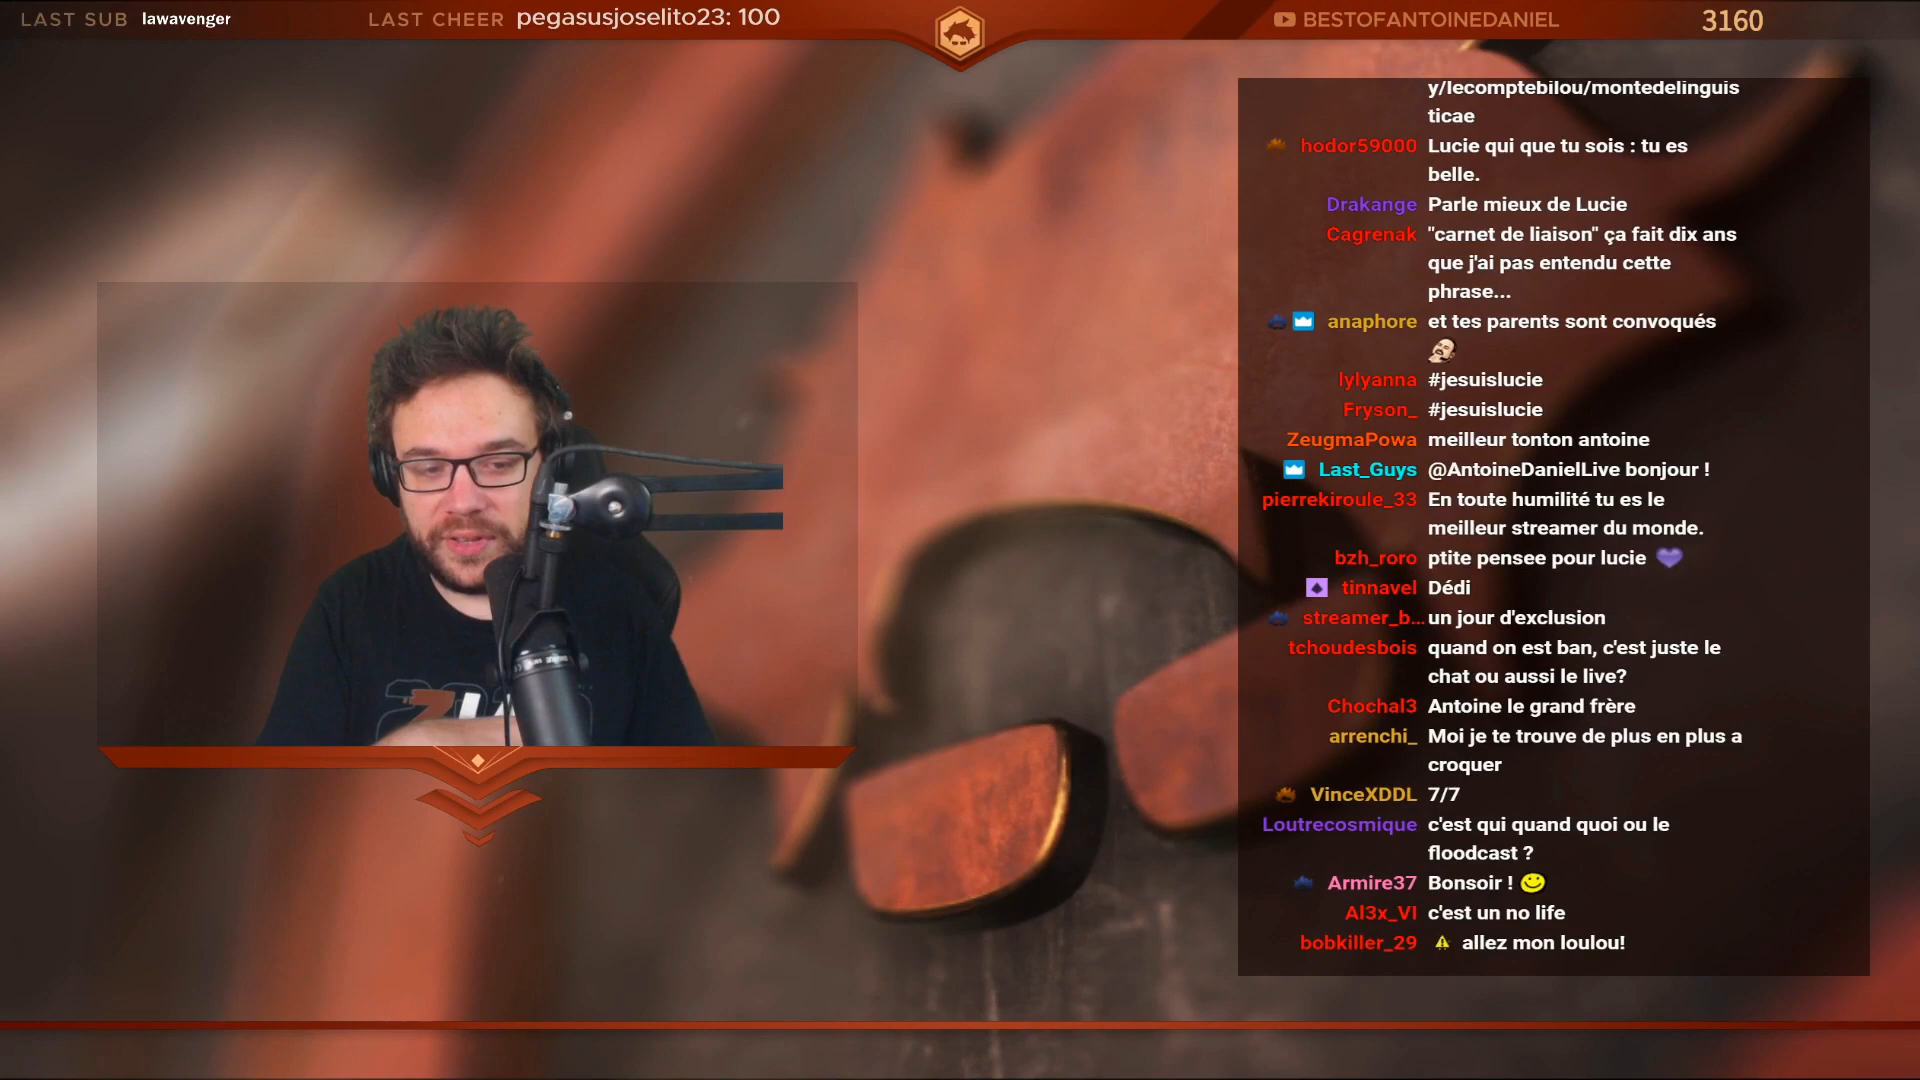 LAST SUB lawavenger LAST CHEER pegasusjoselito23: 100 BESTOFANTOINEDANIEL 3160
y/lecomptebilou/montedelinguis
ticae
hodor59000 Lucie qui que tu sois : tu es
belle.
Drakange Parle mieux de Lucie
Cagrenak "carnet de liaison" ça fait dix ans
que j'ai pas entendu cette
phrase...
anaphore et tes parents sont convoqués
lylyanna #jesuislucie
Fryson_ #jesuislucie
ZeugmaPowa meilleur tonton antoine
Last_Guys @AntoineDanielLive bonjour !
pierrekiroule_33 En toute humilité tu es le
meilleur streamer du monde.
bzh_roro ptite pensee pour lucie
tinnavel Dédi
streamer_b... un jour d'exclusion
tchoudesbois quand on est ban, c'est juste le
chat ou aussi le live?
Chochal3 Antoine le grand frère
arrenchi_ Moi je te trouve de plus en plus a
croquer
VinceXDDL 7/7
Loutrecosmique c'est qui quand quoi ou le
floodcast ?
Armire37 Bonsoir !
Al3x_VI c'est un no life
bobkiller_29 allez mon loulou!